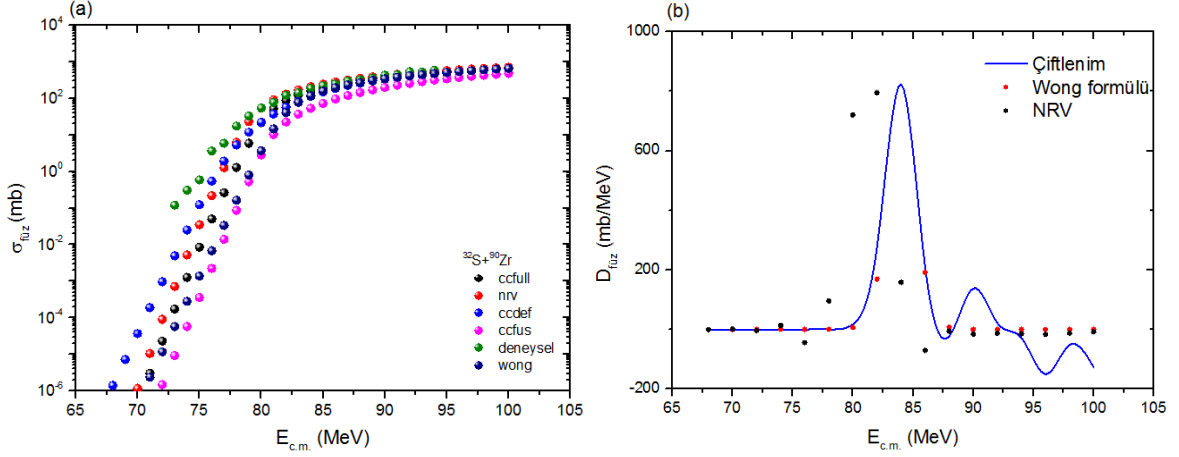 (a)
10^4
10^2
10^0
10^-2
10^-4
10^-6
σ_füz (mb)
^32S+^90Zr
ccfull
nrv
ccdef
ccfus
deneysel
wong
65 70 75 80 85 90 95 100 105
E_c.m. (MeV)
(b)
1000
600
200
-200
D_füz (mb/MeV)
Çiftlenim
Wong formülü
NRV
65 70 75 80 85 90 95 100 105
E_c.m. (MeV)